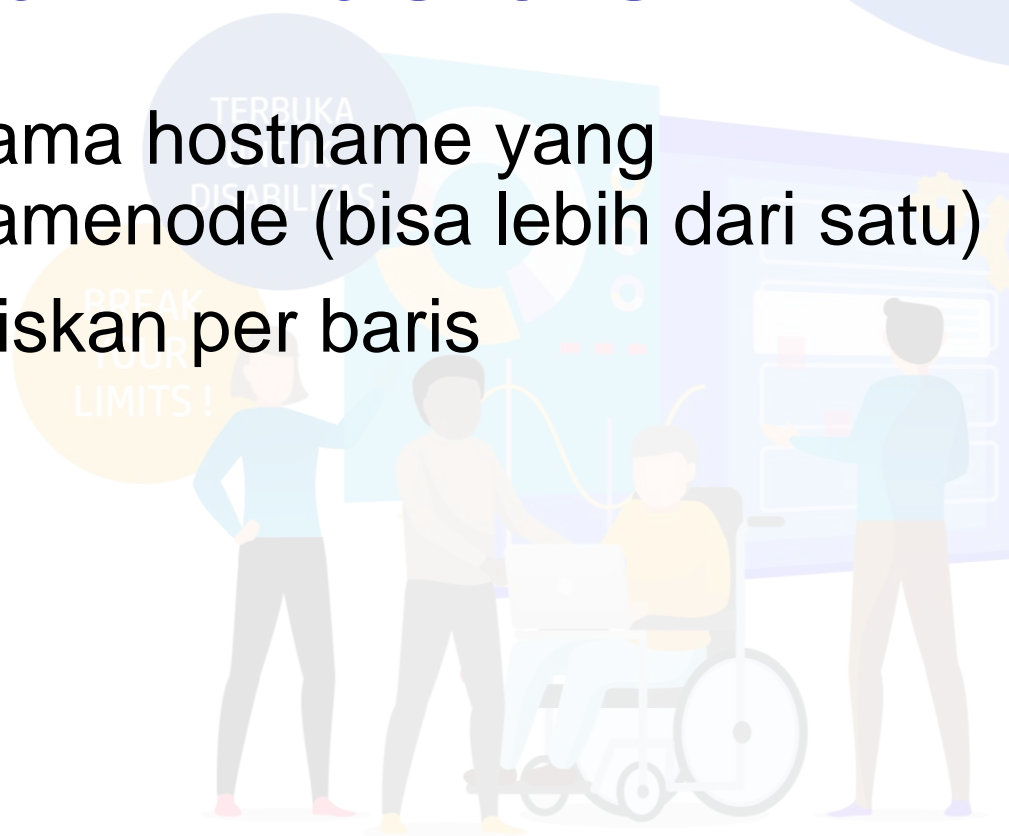 TERBUKA
ama hostname yang
DISABILITAS
amenode (bisa lebih dari satu)
BREAK
iskan per baris
YOUR
LIMITS !